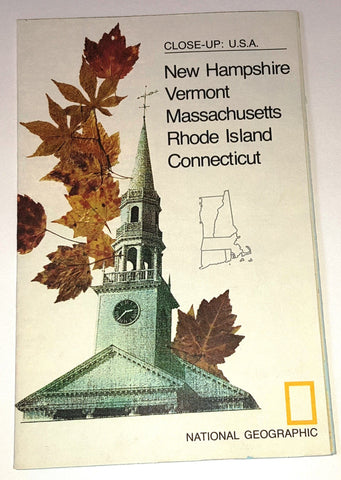 CLOSE-UP: U.S.A.
New Hampshire
Vermont
Massachusetts
Rhode Island
Connecticut
NATIONAL GEOGRAPHIC